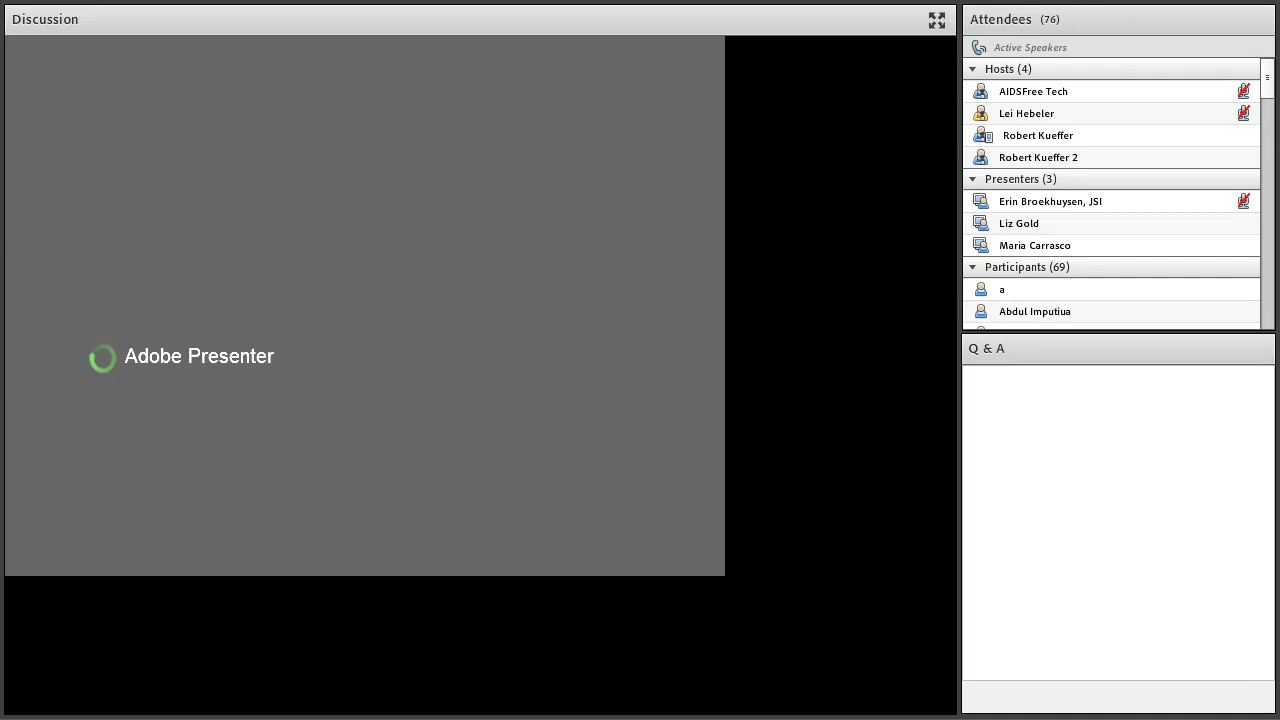 Discussion
Adobe Presenter
Attendees (76)
Active Speakers
Hosts (4)
AIDSFree Tech
Lei Hebeler
Robert Kueffer
Robert Kueffer 2
Presenters (3)
Erin Broekhuysen, JSI
Liz Gold
Maria Carrasco
Participants (69)
a
Abdul Imputiua
Q & A